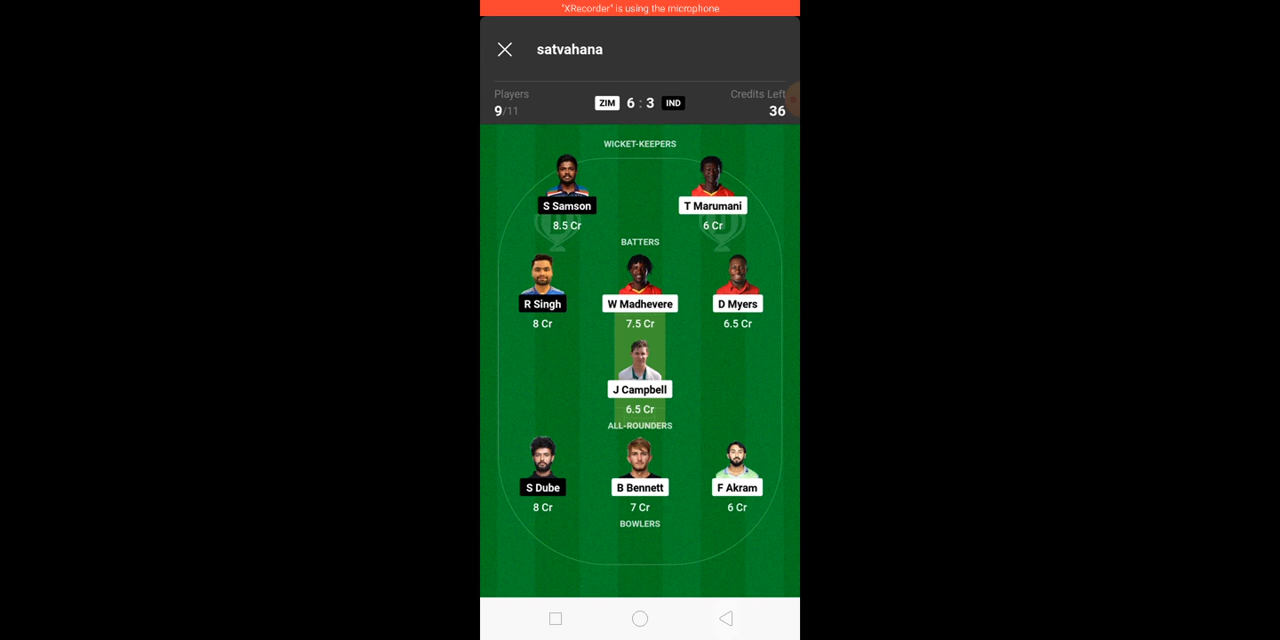 "XRecorder" is using the microphone
satvahana
Players
Credits Left
9/11
ZIM 6 : 3 IND
36
WICKET-KEEPERS
S Samson
T Marumani
8.5 Cr
6 Cr
BATTERS
R Singh
W Madhevere
D Myers
8 Cr
7.5 Cr
6.5 Cr
J Campbell
6.5 Cr
ALL-ROUNDERS
S Dube
B Bennett
F Akram
8 Cr
7 Cr
6 Cr
BOWLERS